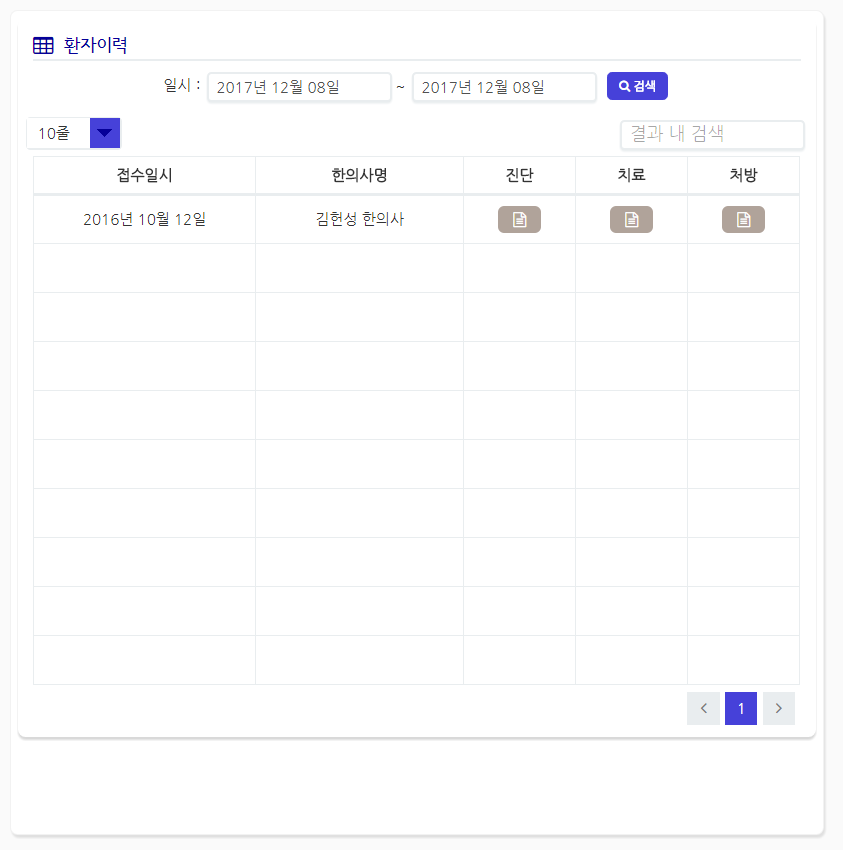 환자이력
일시 : 2017년 12월 08일 ~ 2017년 12월 08일 검색
10줄 결과 내 검색
접수일시 한의사명 진단 치료 처방
2016년 10월 12일 김헌성 한의사
1